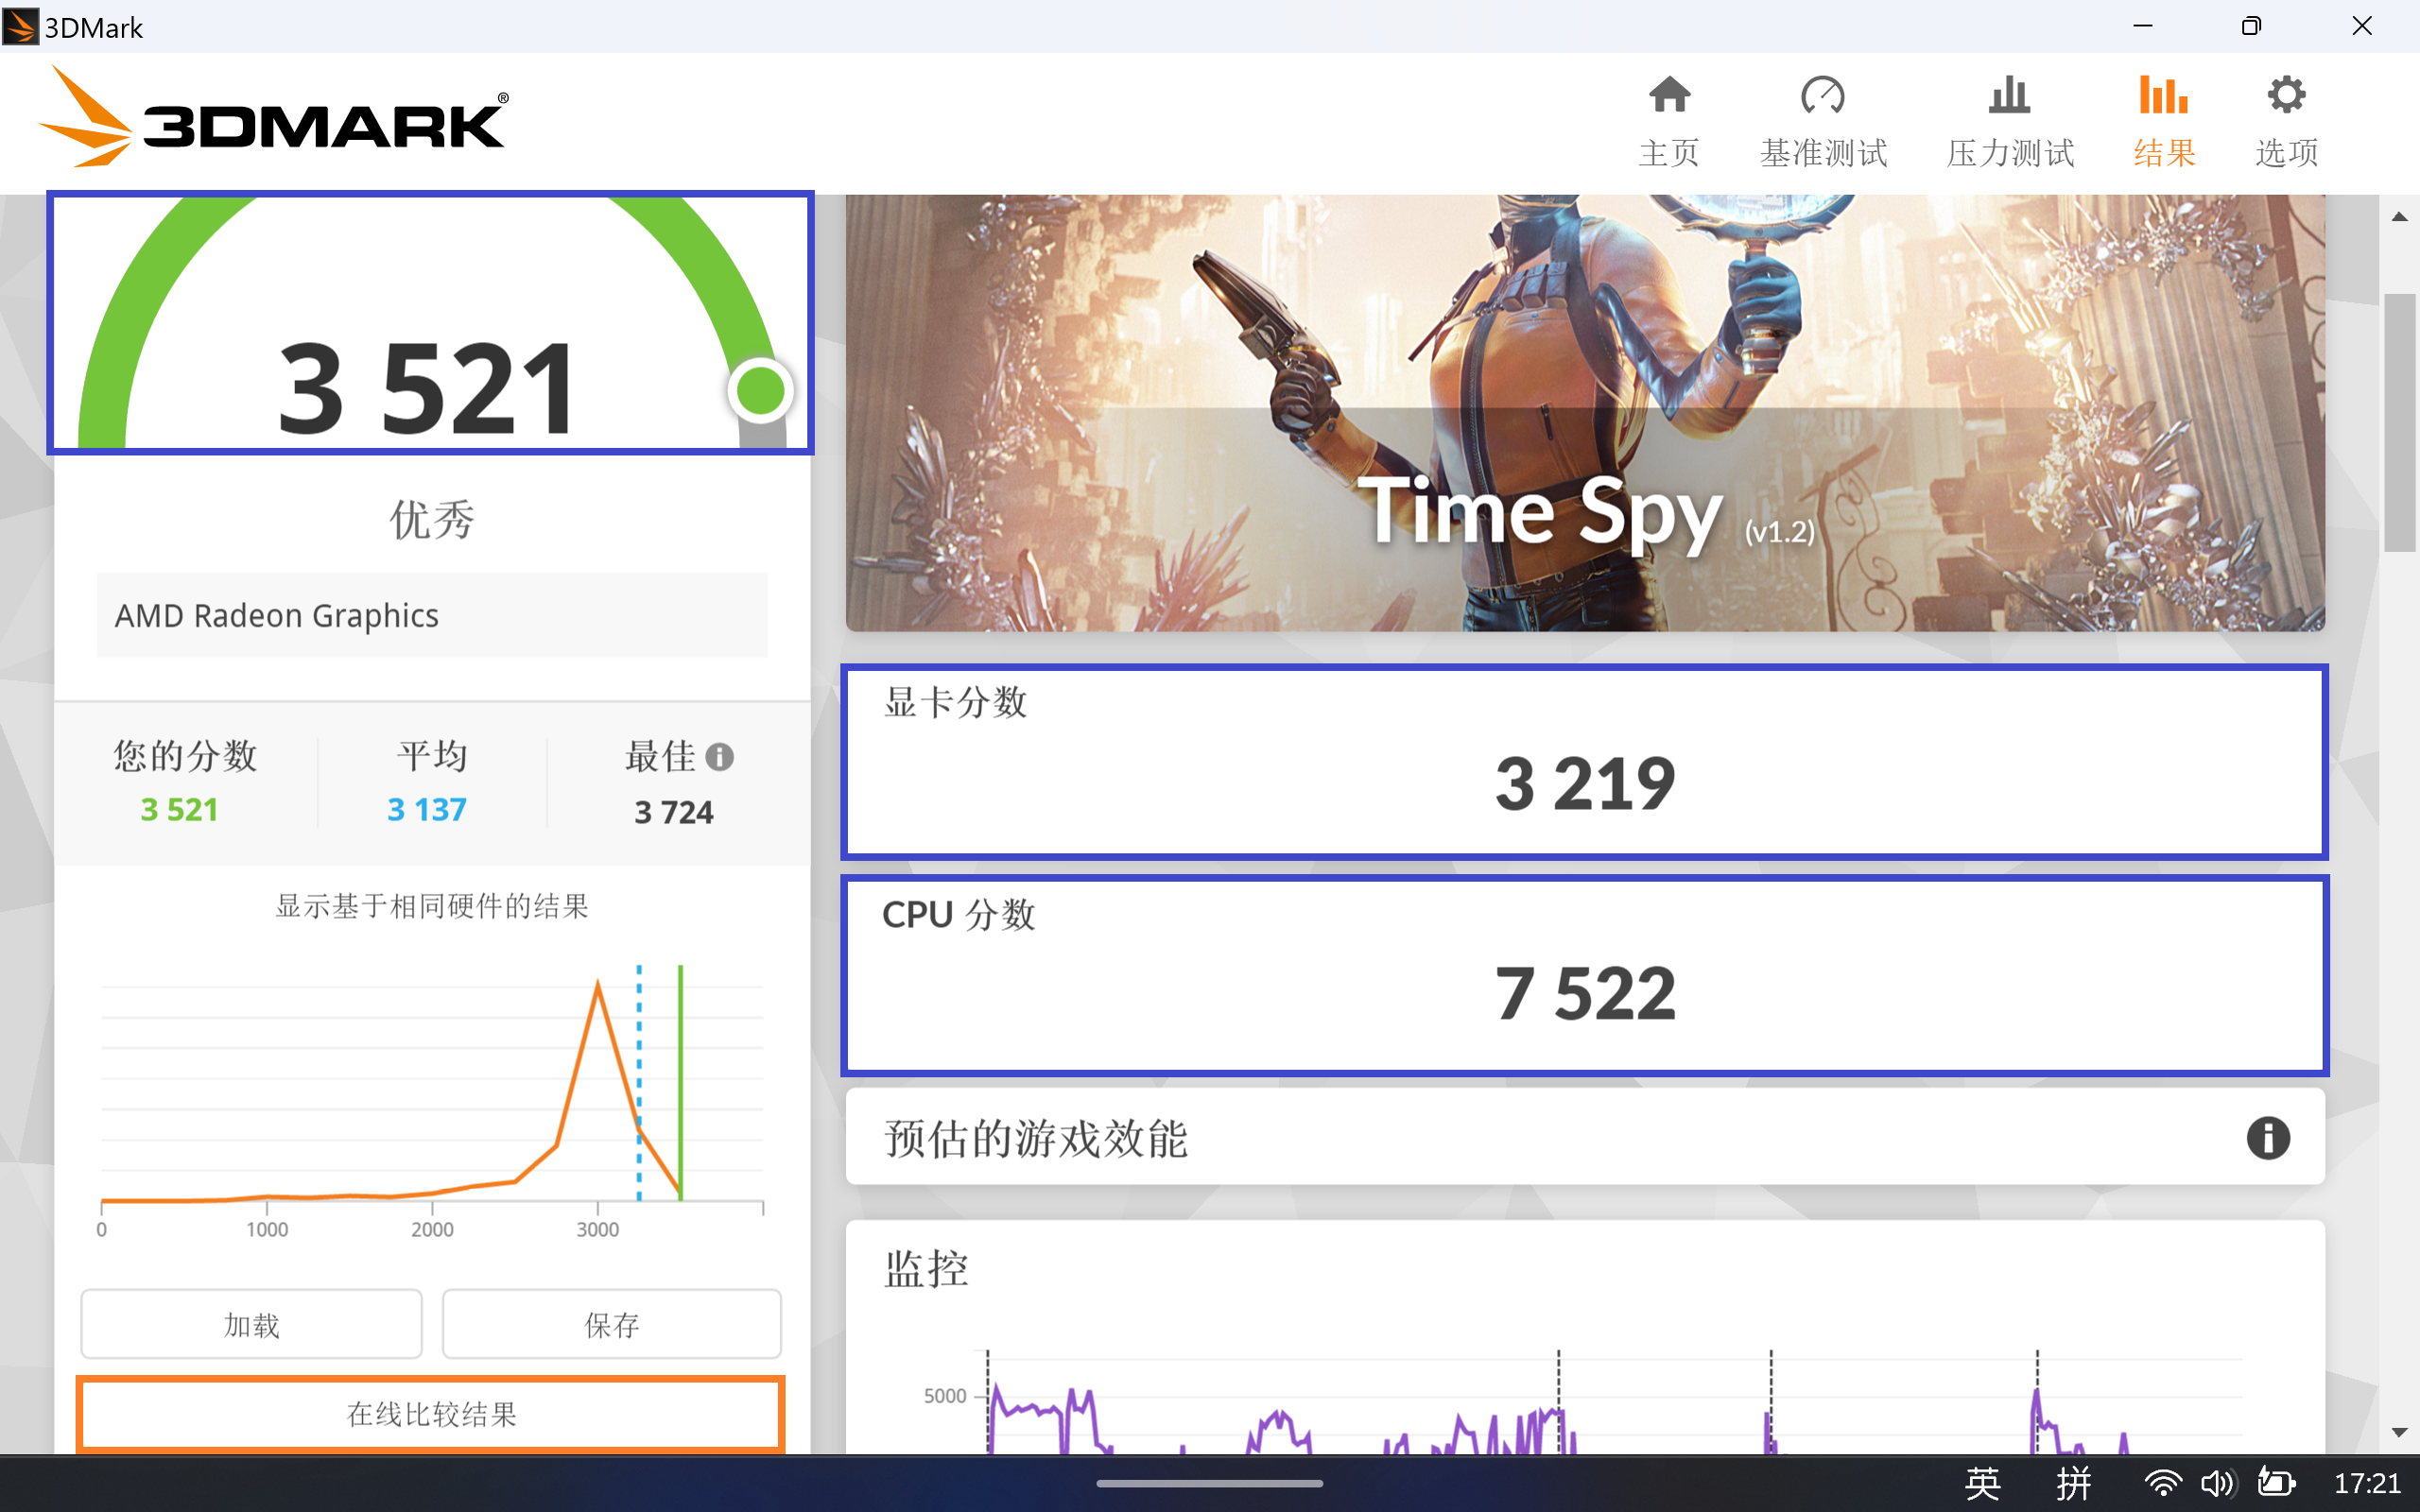 3DMark
3DMARK®
主页
基准测试
压力测试
结果
选项
3 521
优秀
AMD Radeon Graphics
您的分数
平均
最佳
3 521
3 137
3 724
显示基于相同硬件的结果
0
1000
2000
3000
加载
保存
在线比较结果
Time Spy (v1.2)
显卡分数
3 219
CPU 分数
7 522
预估的游戏效能
监控
5000
英
拼
17:21